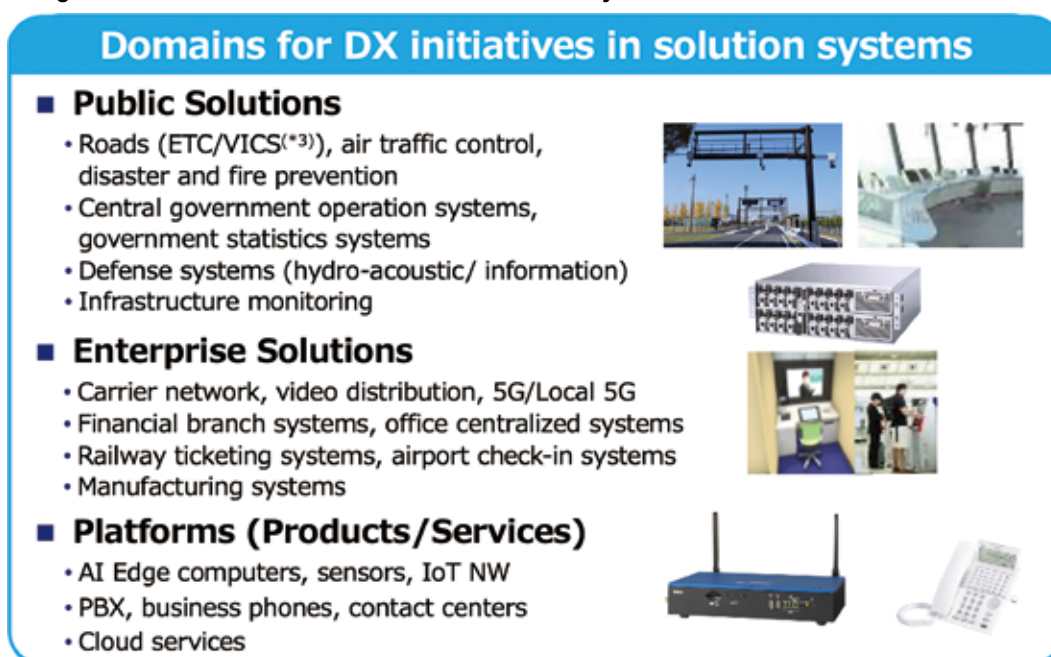 Domains for DX initiatives in solution systems
■ Public Solutions
・Roads (ETC/VICS(*3)), air traffic control,
disaster and fire prevention
・Central government operation systems,
government statistics systems
・Defense systems (hydro-acoustic/ information)
・Infrastructure monitoring
■ Enterprise Solutions
・Carrier network, video distribution, 5G/Local 5G
・Financial branch systems, office centralized systems
・Railway ticketing systems, airport check-in systems
・Manufacturing systems
■ Platforms (Products/Services)
・AI Edge computers, sensors, IoT NW
・PBX, business phones, contact centers
・Cloud services